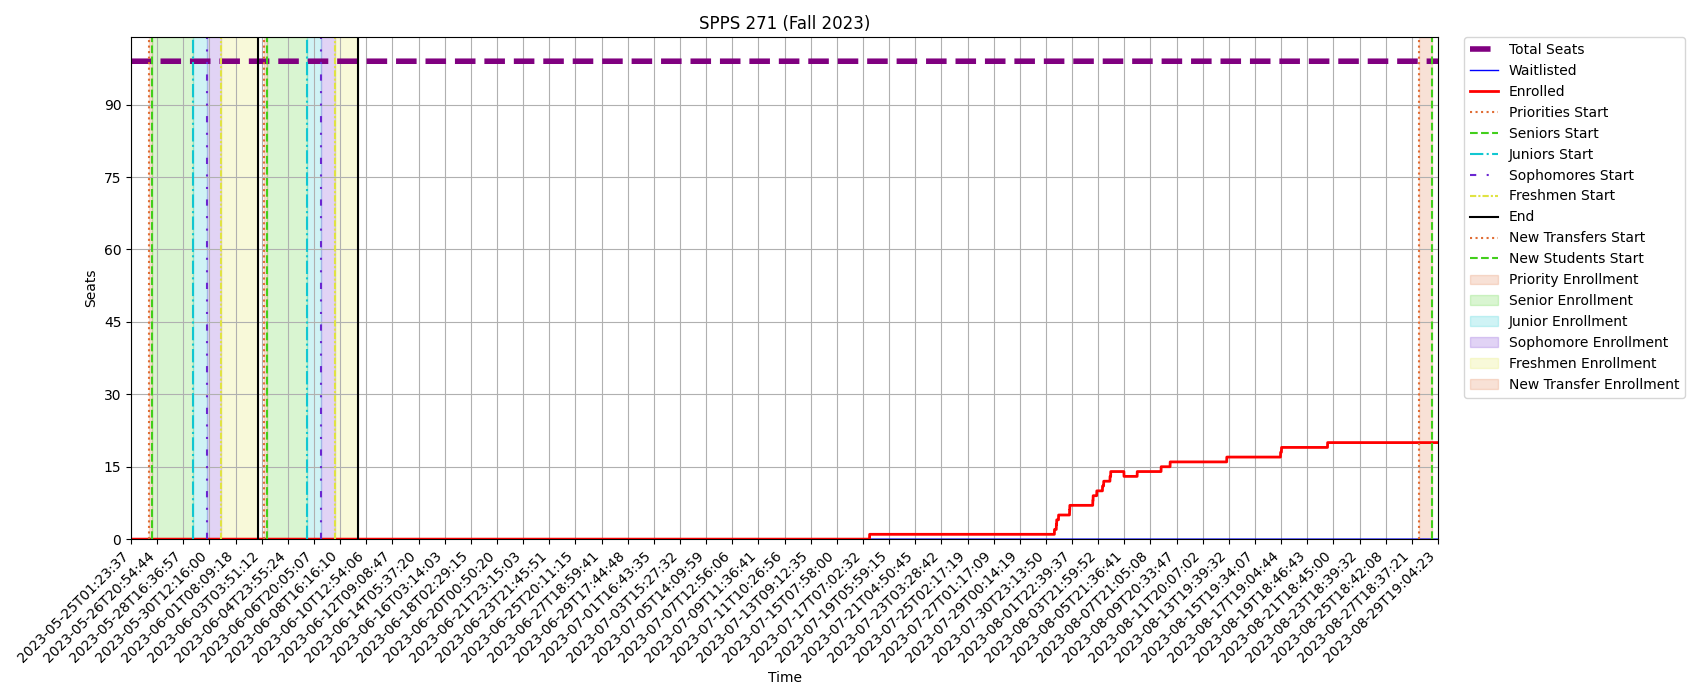 SPPS 271 (Fall 2023)
Seats
90
75
60
45
30
15
0
2023-05-25T01:23:37
2023-05-26T20:54:44
2023-05-28T16:36:57
2023-05-30T12:16:00
2023-06-01T08:09:18
2023-06-03T03:51:12
2023-06-04T23:55:24
2023-06-06T20:05:07
2023-06-08T16:16:10
2023-06-10T12:54:06
2023-06-12T09:08:47
2023-06-14T05:37:20
2023-06-16T03:14:03
2023-06-18T02:29:15
2023-06-20T00:50:20
2023-06-21T23:15:03
2023-06-23T21:45:51
2023-06-25T20:11:15
2023-06-27T18:59:41
2023-06-29T17:44:48
2023-07-01T16:43:35
2023-07-03T15:27:32
2023-07-05T14:09:59
2023-07-07T12:56:06
2023-07-09T11:36:41
2023-07-11T10:26:56
2023-07-13T09:12:35
2023-07-15T07:58:00
2023-07-17T07:02:32
2023-07-19T05:59:15
2023-07-21T04:50:45
2023-07-23T03:28:42
2023-07-25T02:17:19
2023-07-27T01:17:09
2023-07-29T00:14:19
2023-07-30T23:13:50
2023-08-01T22:39:37
2023-08-03T21:59:52
2023-08-05T21:36:41
2023-08-07T21:05:08
2023-08-09T20:33:47
2023-08-11T20:07:02
2023-08-13T19:39:32
2023-08-15T19:34:07
2023-08-17T19:04:44
2023-08-19T18:46:43
2023-08-21T18:45:00
2023-08-23T18:39:32
2023-08-25T18:42:08
2023-08-27T18:37:21
2023-08-29T19:04:23
Time
Total Seats
Waitlisted
Enrolled
Priorities Start
Seniors Start
Juniors Start
Sophomores Start
Freshmen Start
End
New Transfers Start
New Students Start
Priority Enrollment
Senior Enrollment
Junior Enrollment
Sophomore Enrollment
Freshmen Enrollment
New Transfer Enrollment